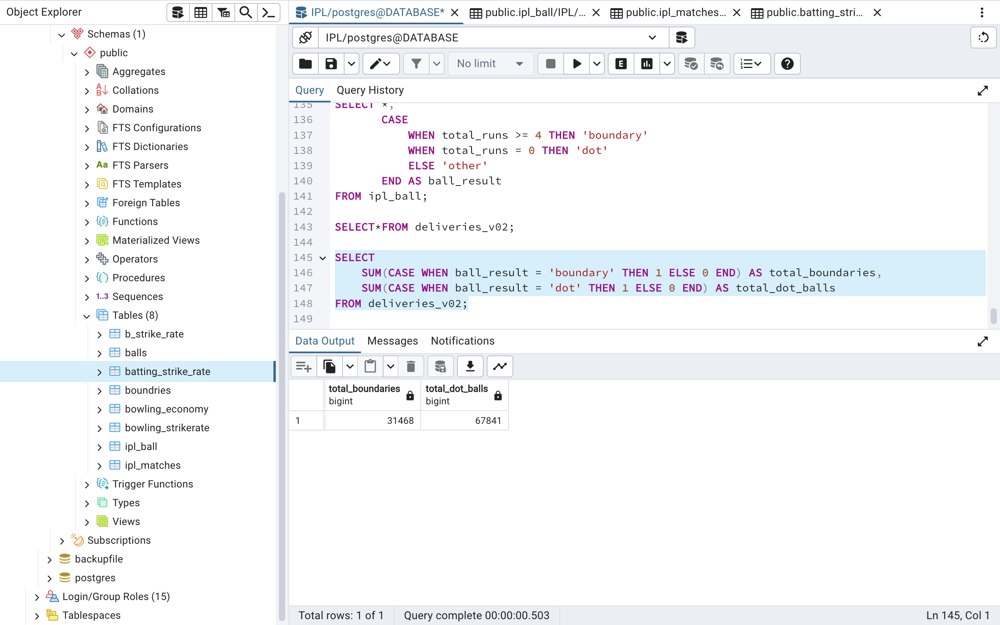 Object Explorer
Schemas (1)
public
Aggregates
Collations
Domains
FTS Configurations
FTS Dictionaries
Aa FTS Parsers
FTS Templates
Foreign Tables
Functions
Materialized Views
Operators
Procedures
1..3 Sequences
Tables (8)
b_strike_rate
balls
batting_strike_rate
boundries
bowling_economy
bowling_strikerate
ipl_ball
ipl_matches
Trigger Functions
Types
Views
Subscriptions
backupfile
postgres
Login/Group Roles (15)
Tablespaces
IPL/postgres@DATABASE*
public.ipl_ball/IPL/...
public.ipl_matches...
public.batting_stri...
IPL/postgres@DATABASE
No limit
E
Query
Query History
135 SELECT *,
136 CASE
137 WHEN total_runs >= 4 THEN 'boundary'
138 WHEN total_runs = 0 THEN 'dot'
139 ELSE 'other'
140 END AS ball_result
141 FROM ipl_ball;
142
143 SELECT*FROM deliveries_v02;
144
145 SELECT
146 SUM(CASE WHEN ball_result = 'boundary' THEN 1 ELSE 0 END) AS total_boundaries,
147 SUM(CASE WHEN ball_result = 'dot' THEN 1 ELSE 0 END) AS total_dot_balls
148 FROM deliveries_v02;
149
Data Output
Messages
Notifications
total_boundaries
bigint
total_dot_balls
bigint
1 31468 67841
Total rows: 1 of 1
Query complete 00:00:00.503
Ln 145, Col 1